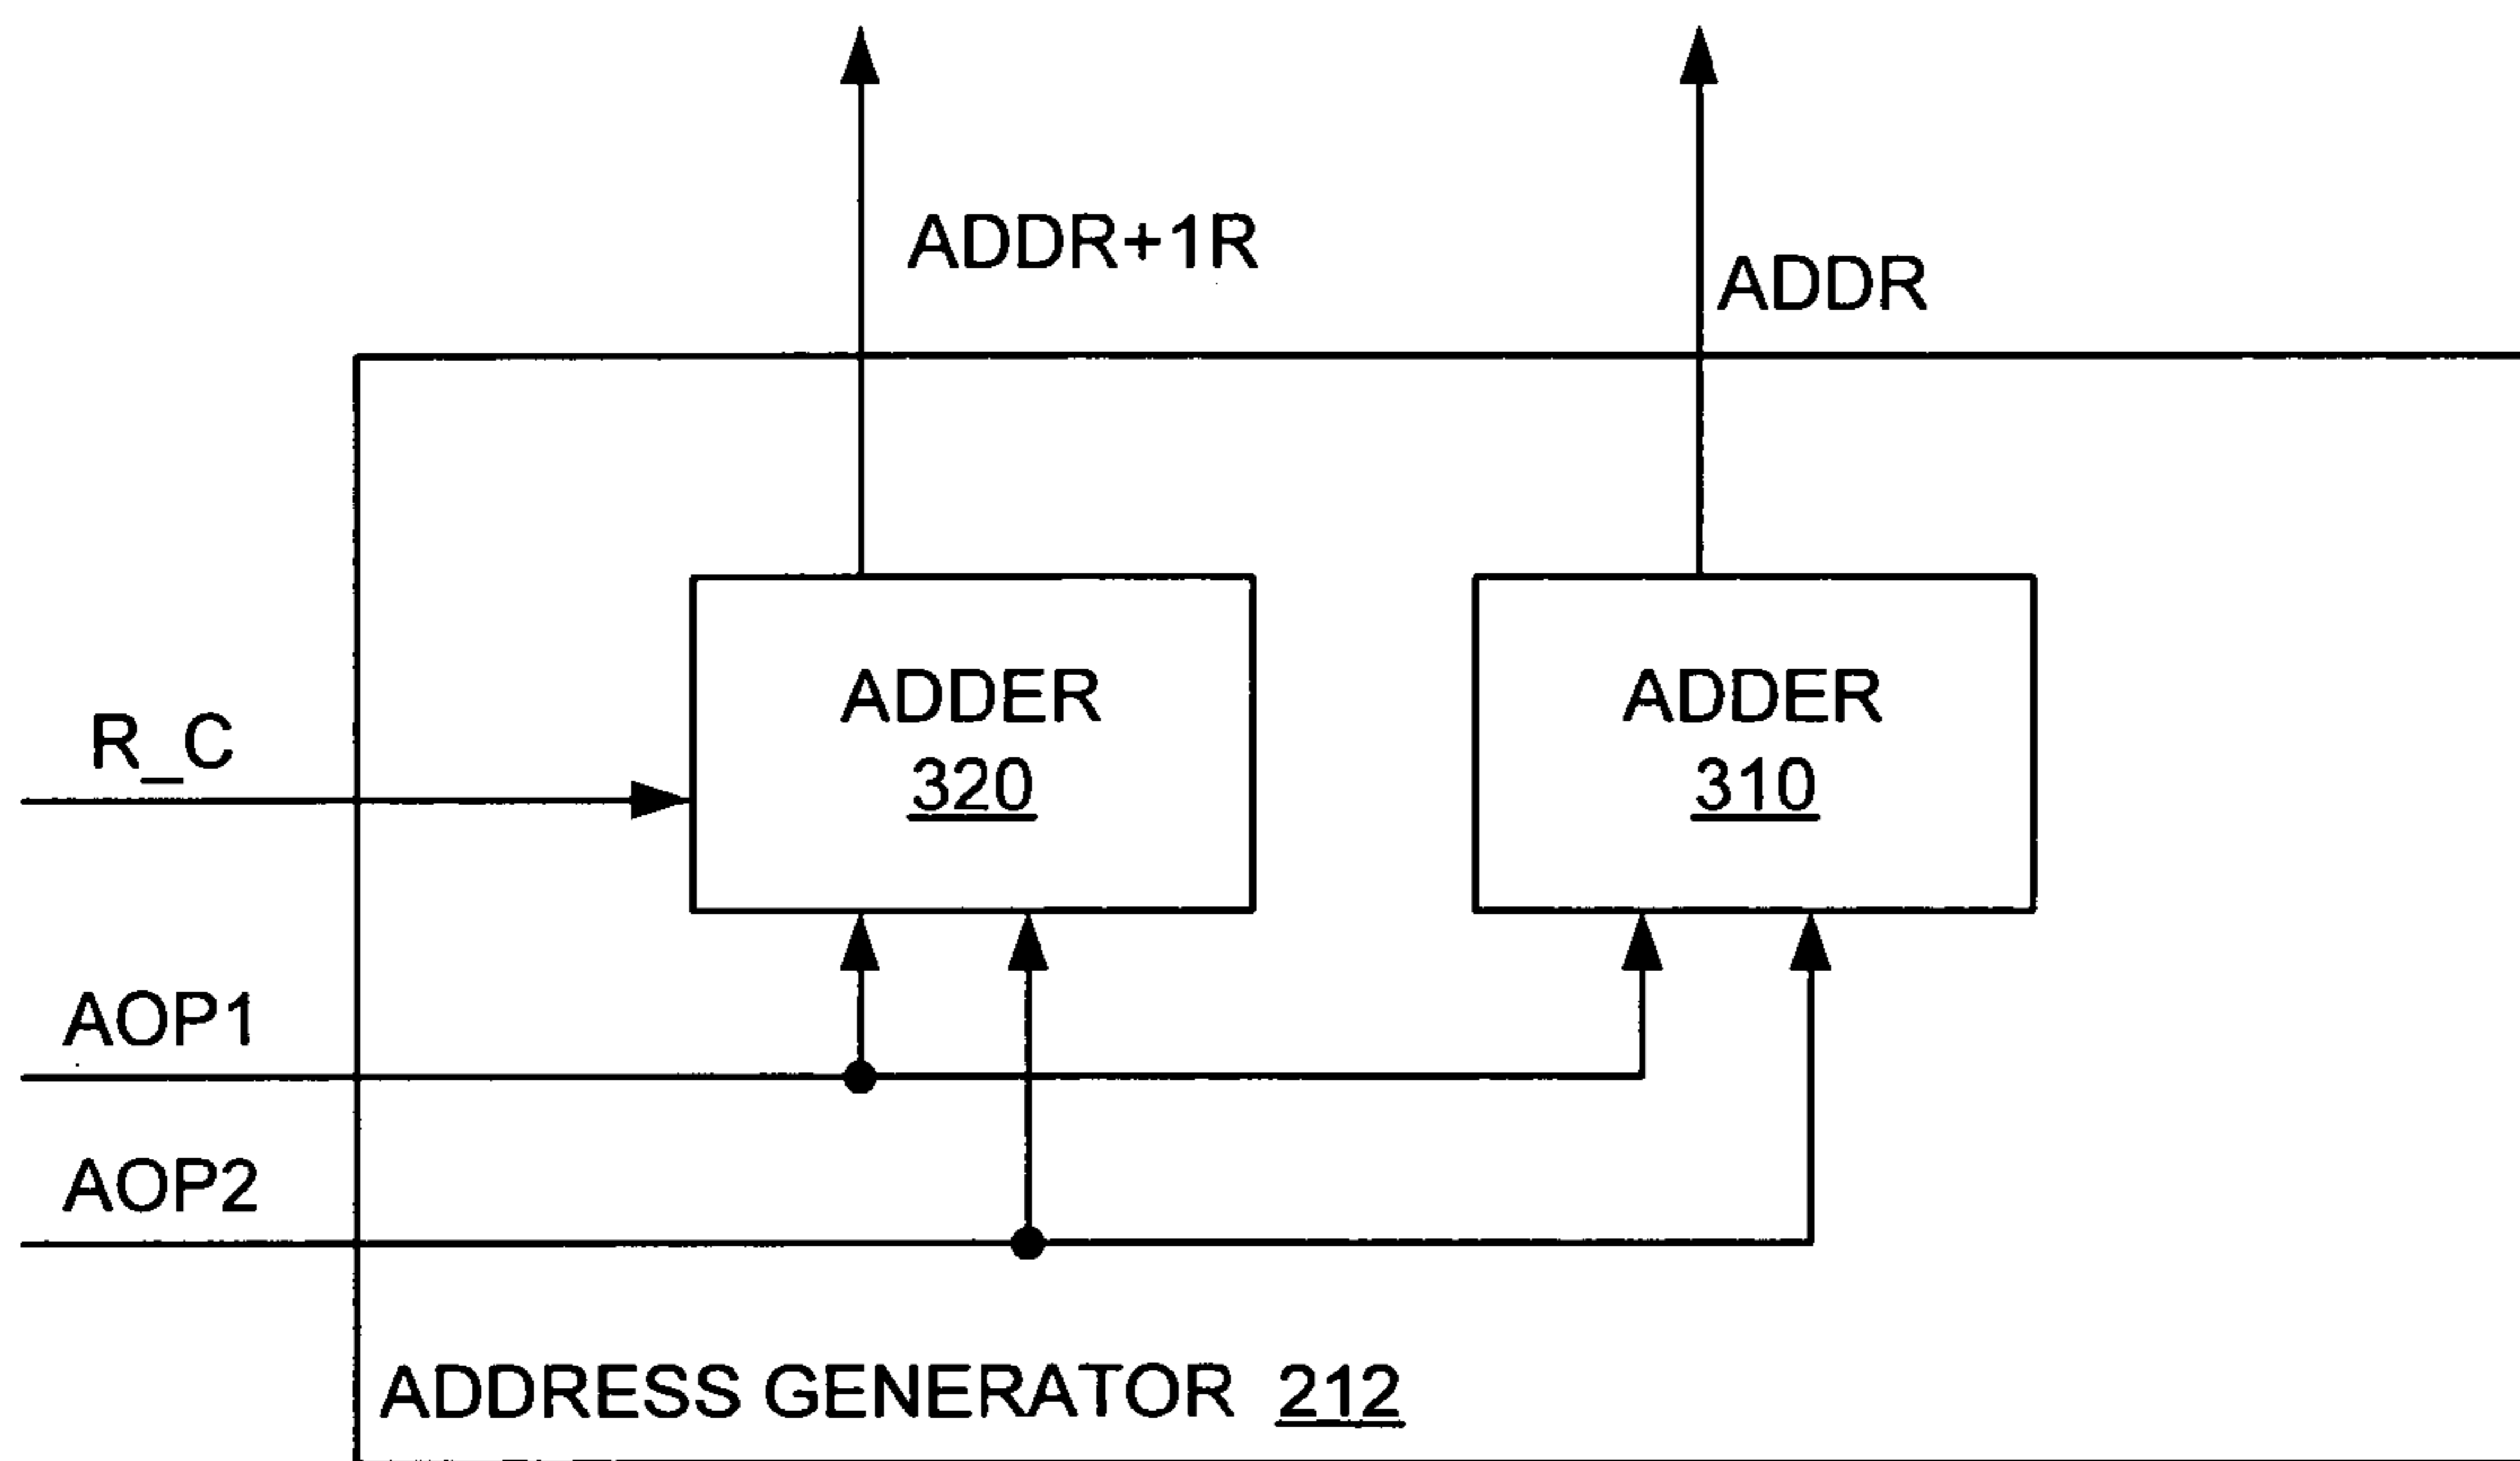 ADDR+1R
ADDR
ADDER
320
ADDER
310
R_C
AOP1
AOP2
ADDRESS GENERATOR 212